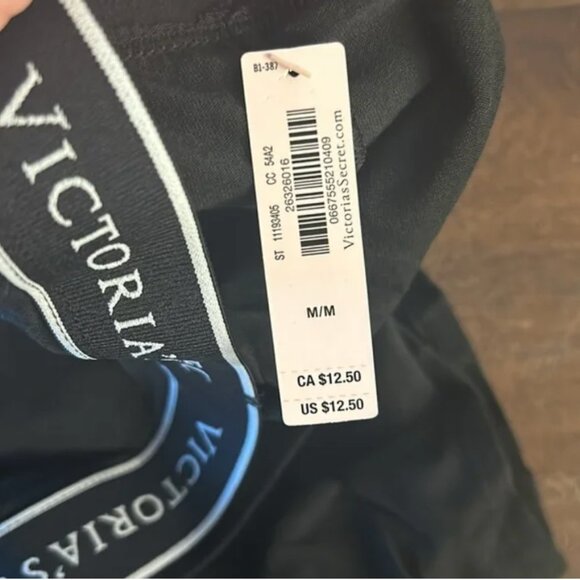 VICTORIA'S
VICTORIA'S
B1-387
ST 11193405 CC 54A2
26326016
0667555210409
VictoriasSecret.com
M/M
CA $12.50
US $12.50